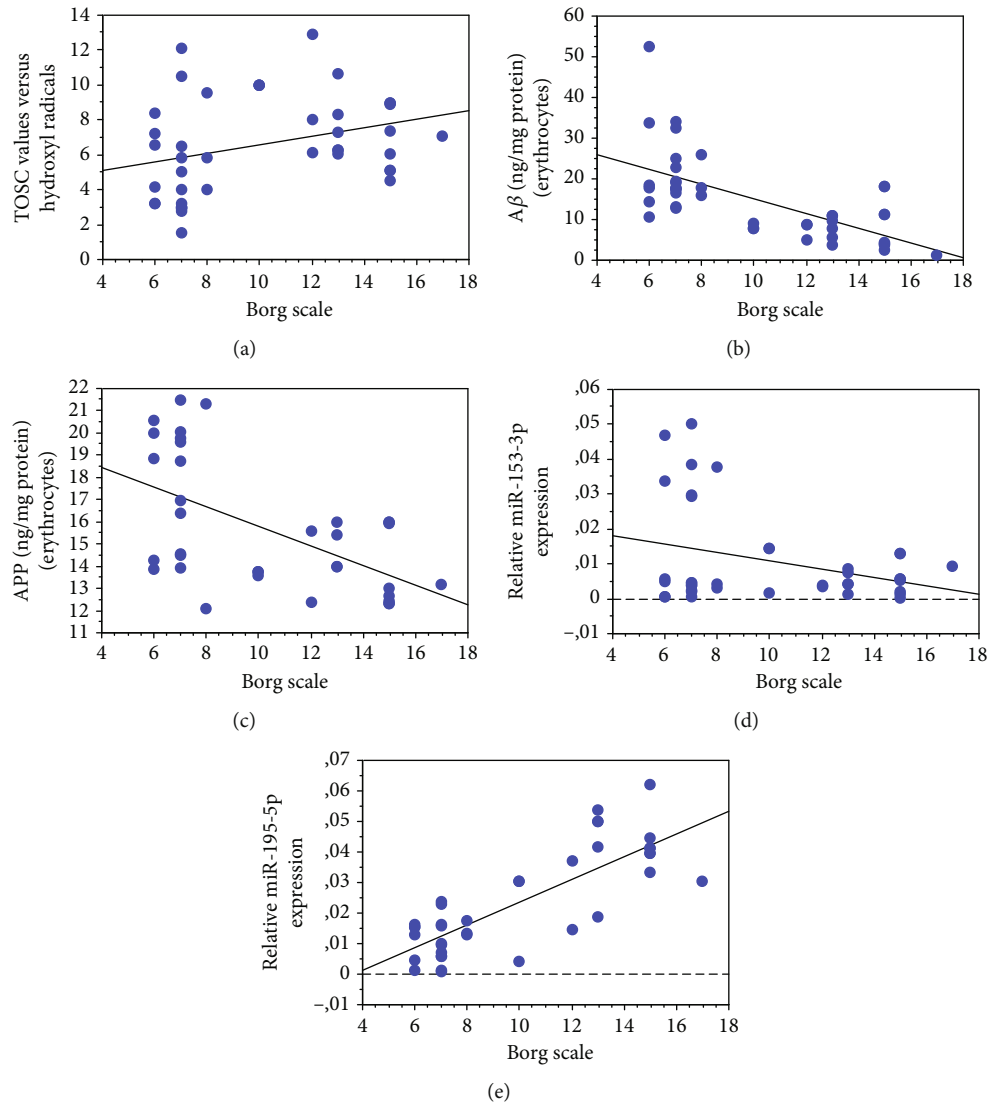 14
12
10
8
6
4
2
0
TOSC values versus
hydroxyl radicals
4 6 8 10 12 14 16 18
Borg scale
(a)
60
50
40
30
20
10
0
Aβ (ng/mg protein)
(erythrocytes)
4 6 8 10 12 14 16 18
Borg scale
(b)
22
21
20
19
18
17
16
15
14
13
12
11
APP (ng/mg protein)
(erythrocytes)
4 6 8 10 12 14 16 18
Borg scale
(c)
,06
,05
,04
,03
,02
,01
0
–,01
Relative miR-153-3p
expression
4 6 8 10 12 14 16 18
Borg scale
(d)
,07
,06
,05
,04
,03
,02
,01
0
–,01
Relative miR-195-5p
expression
4 6 8 10 12 14 16 18
Borg scale
(e)